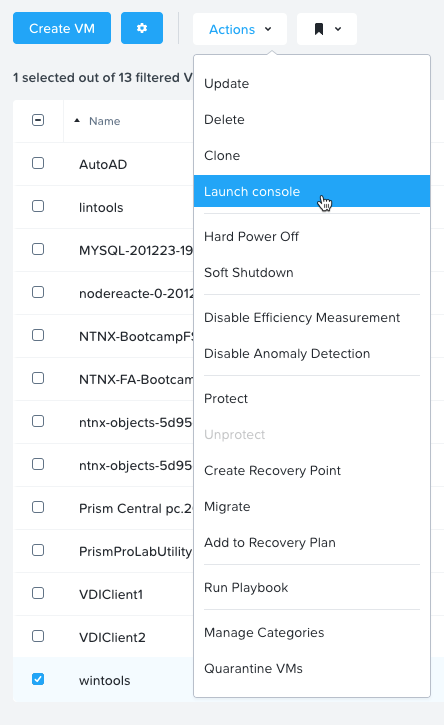 Create VM
Actions
1 selected out of 13 filtered V
Name
AutoAD
lintools
MYSQL-201223-19
nodereacte-0-2012
NTNX-BootcampFS
NTNX-FA-Bootcam
ntnx-objects-5d95
ntnx-objects-5d95
Prism Central pc.20
PrismProLabUtility
VDIClient1
VDIClient2
wintools
Update
Delete
Clone
Launch console
Hard Power Off
Soft Shutdown
Disable Efficiency Measurement
Disable Anomaly Detection
Protect
Unprotect
Create Recovery Point
Migrate
Add to Recovery Plan
Run Playbook
Manage Categories
Quarantine VMs